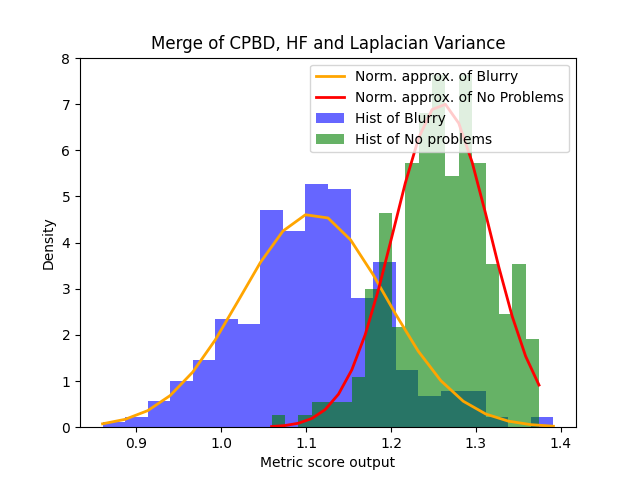 Merge of CPBD, HF and Laplacian Variance
Norm. approx. of Blurry
Norm. approx. of No Problems
Hist of Blurry
Hist of No problems
Density
8
7
6
5
4
3
2
1
0
0.9 1.0 1.1 1.2 1.3 1.4
Metric score output